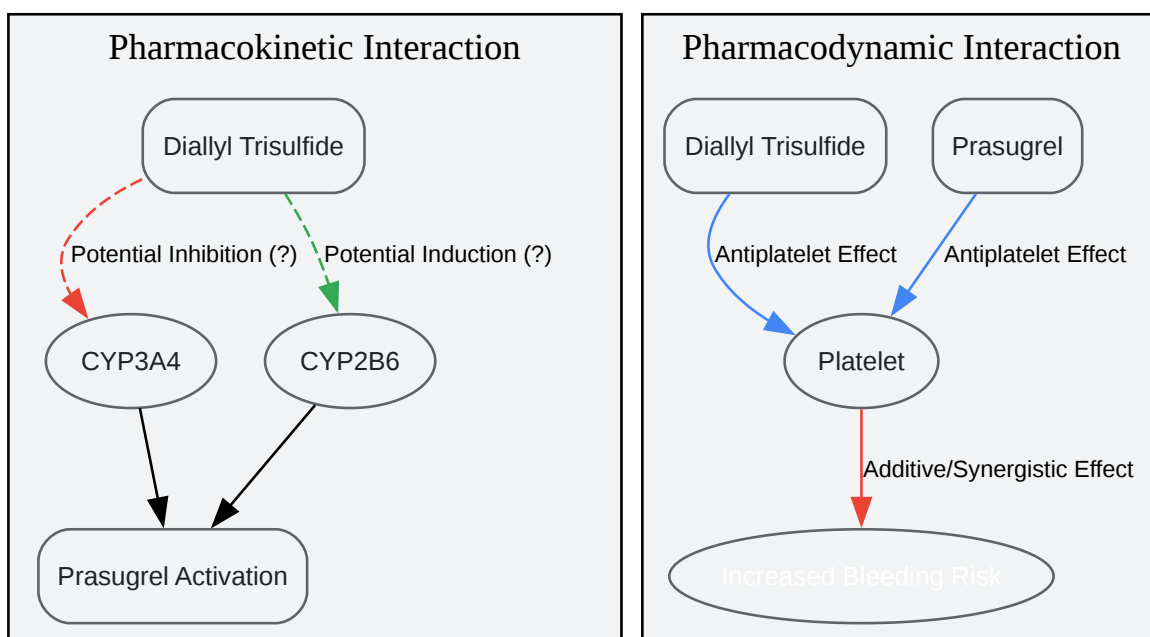 Pharmacokinetic Interaction
Diallyl Trisulfide
Potential Inhibition (?)
Potential Induction (?)
CYP3A4
CYP2B6
Prasugrel Activation
Pharmacodynamic Interaction
Diallyl Trisulfide
Prasugrel
Antiplatelet Effect
Antiplatelet Effect
Platelet
Additive/Synergistic Effect
Increased Bleeding Risk